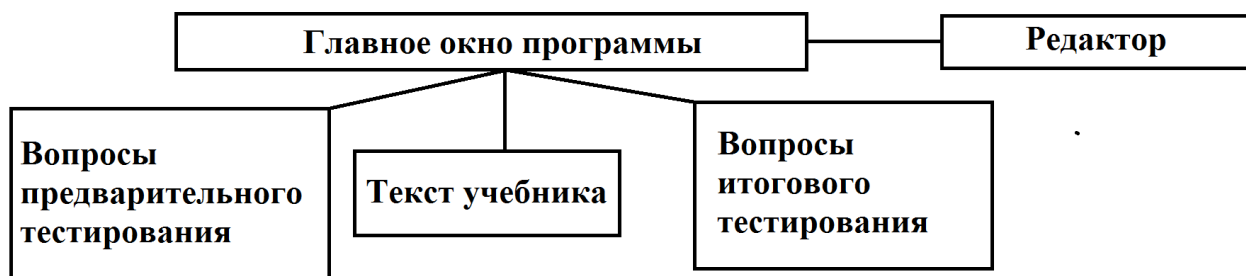 Главное окно программы
Редактор
Вопросы
предварительного
тестирования
Текст учебника
Вопросы
итогового
тестирования